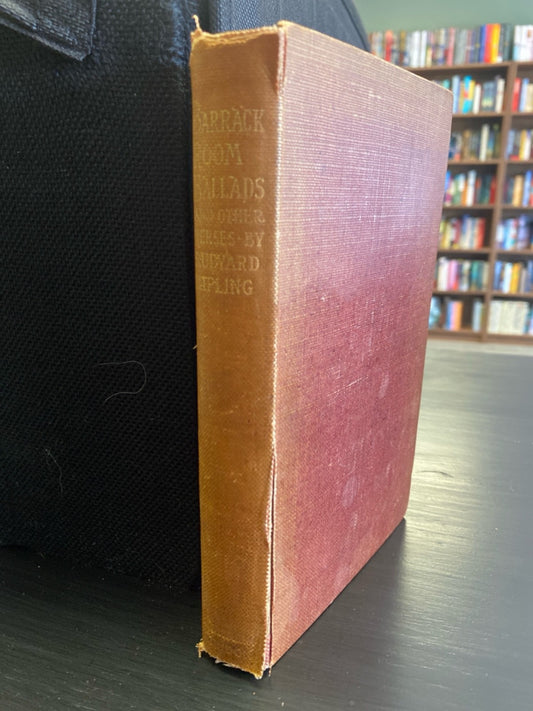 BARRACK
ROOM
BALLADS
AND OTHER
VERSES · BY
RUDYARD
KIPLING